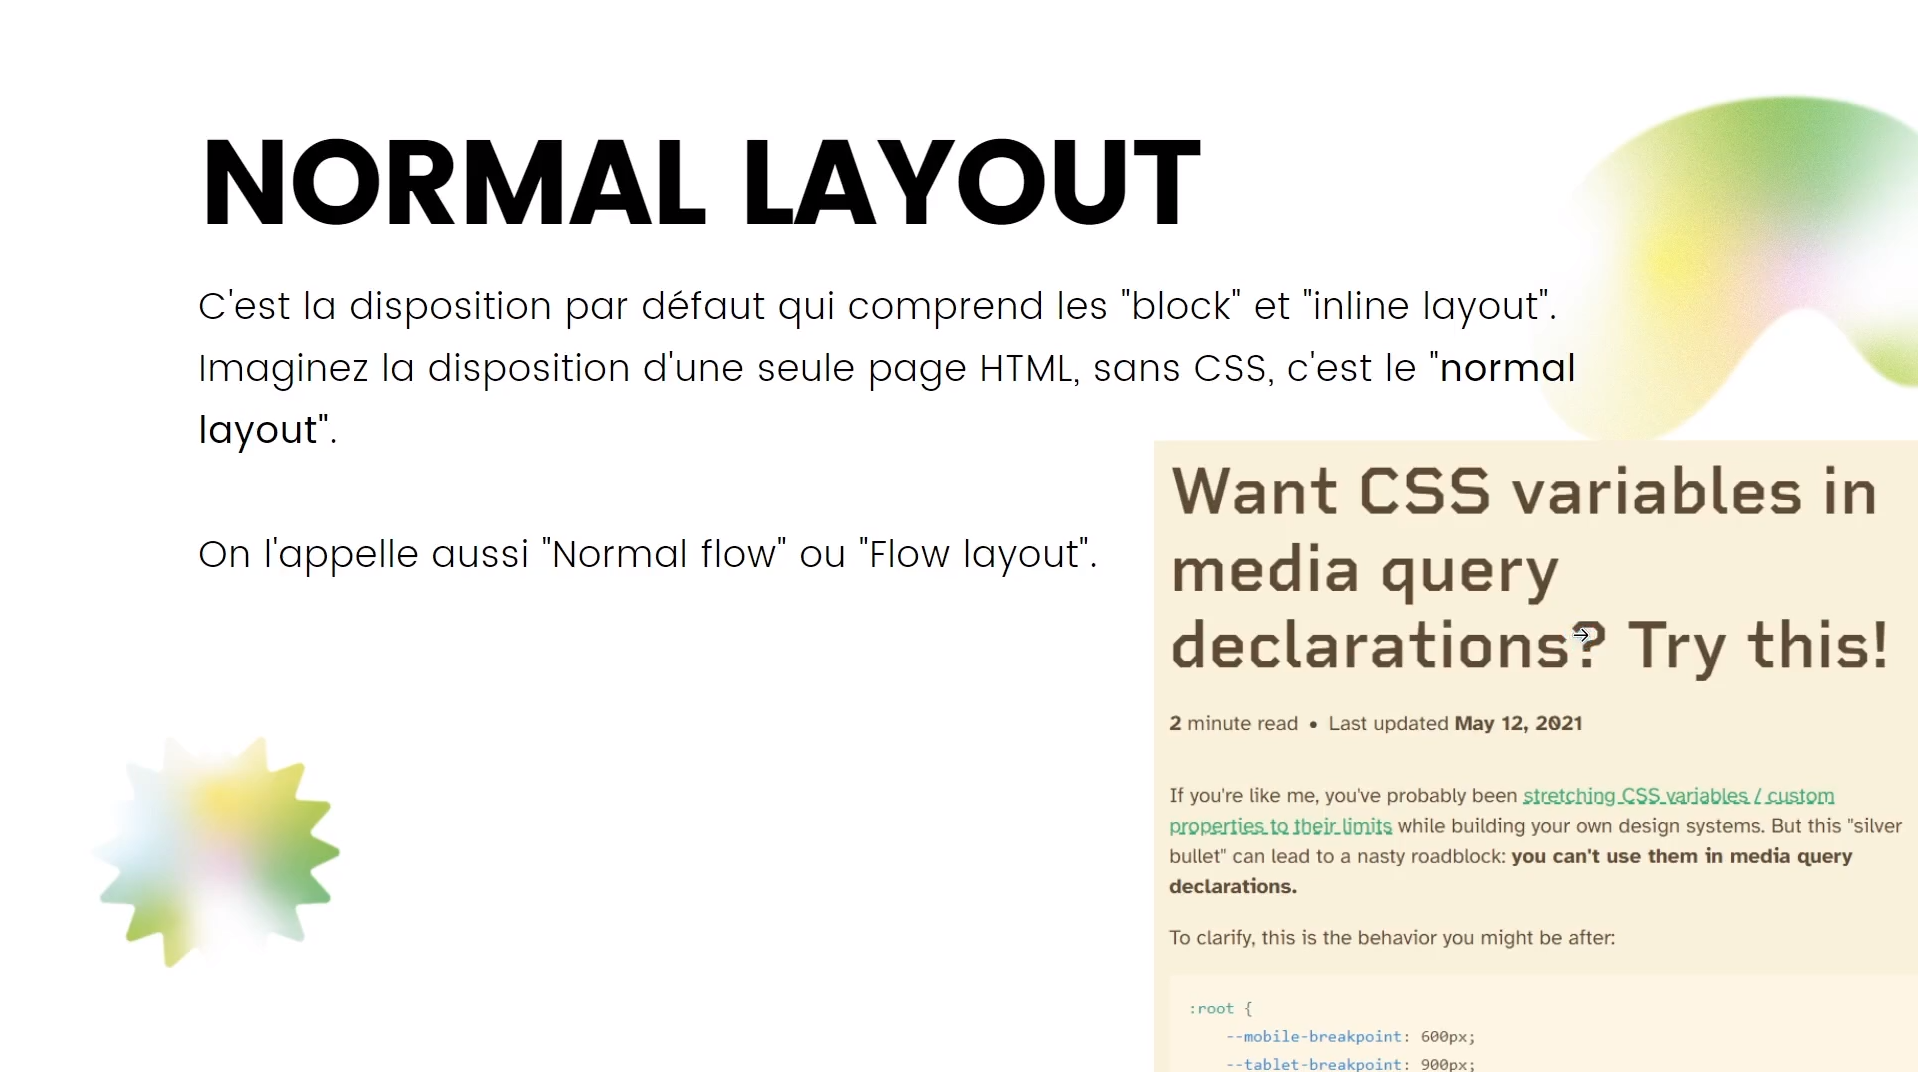 NORMAL LAYOUT
C'est la disposition par défaut qui comprend les "block" et "inline layout".
Imaginez la disposition d'une seule page HTML, sans CSS, c'est le "normal
layout".
On l'appelle aussi "Normal flow" ou "Flow layout".
Want CSS variables in
media query
declarations? Try this!
2 minute read • Last updated May 12, 2021
If you're like me, you've probably been stretching CSS variables / custom
properties to their limits while building your own design systems. But this "silver
bullet" can lead to a nasty roadblock: you can't use them in media query
declarations.
To clarify, this is the behavior you might be after:
:root {
--mobile-breakpoint: 600px;
--tablet-breakpoint: 900px;